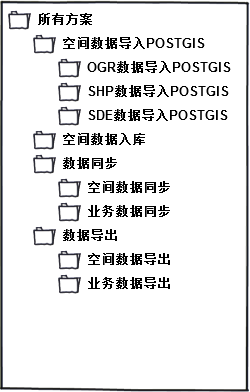 所有方案
空间数据导入POSTGIS
OGR数据导入POSTGIS
SHP数据导入POSTGIS
SDE数据导入POSTGIS
空间数据入库
数据同步
空间数据同步
业务数据同步
数据导出
空间数据导出
业务数据导出